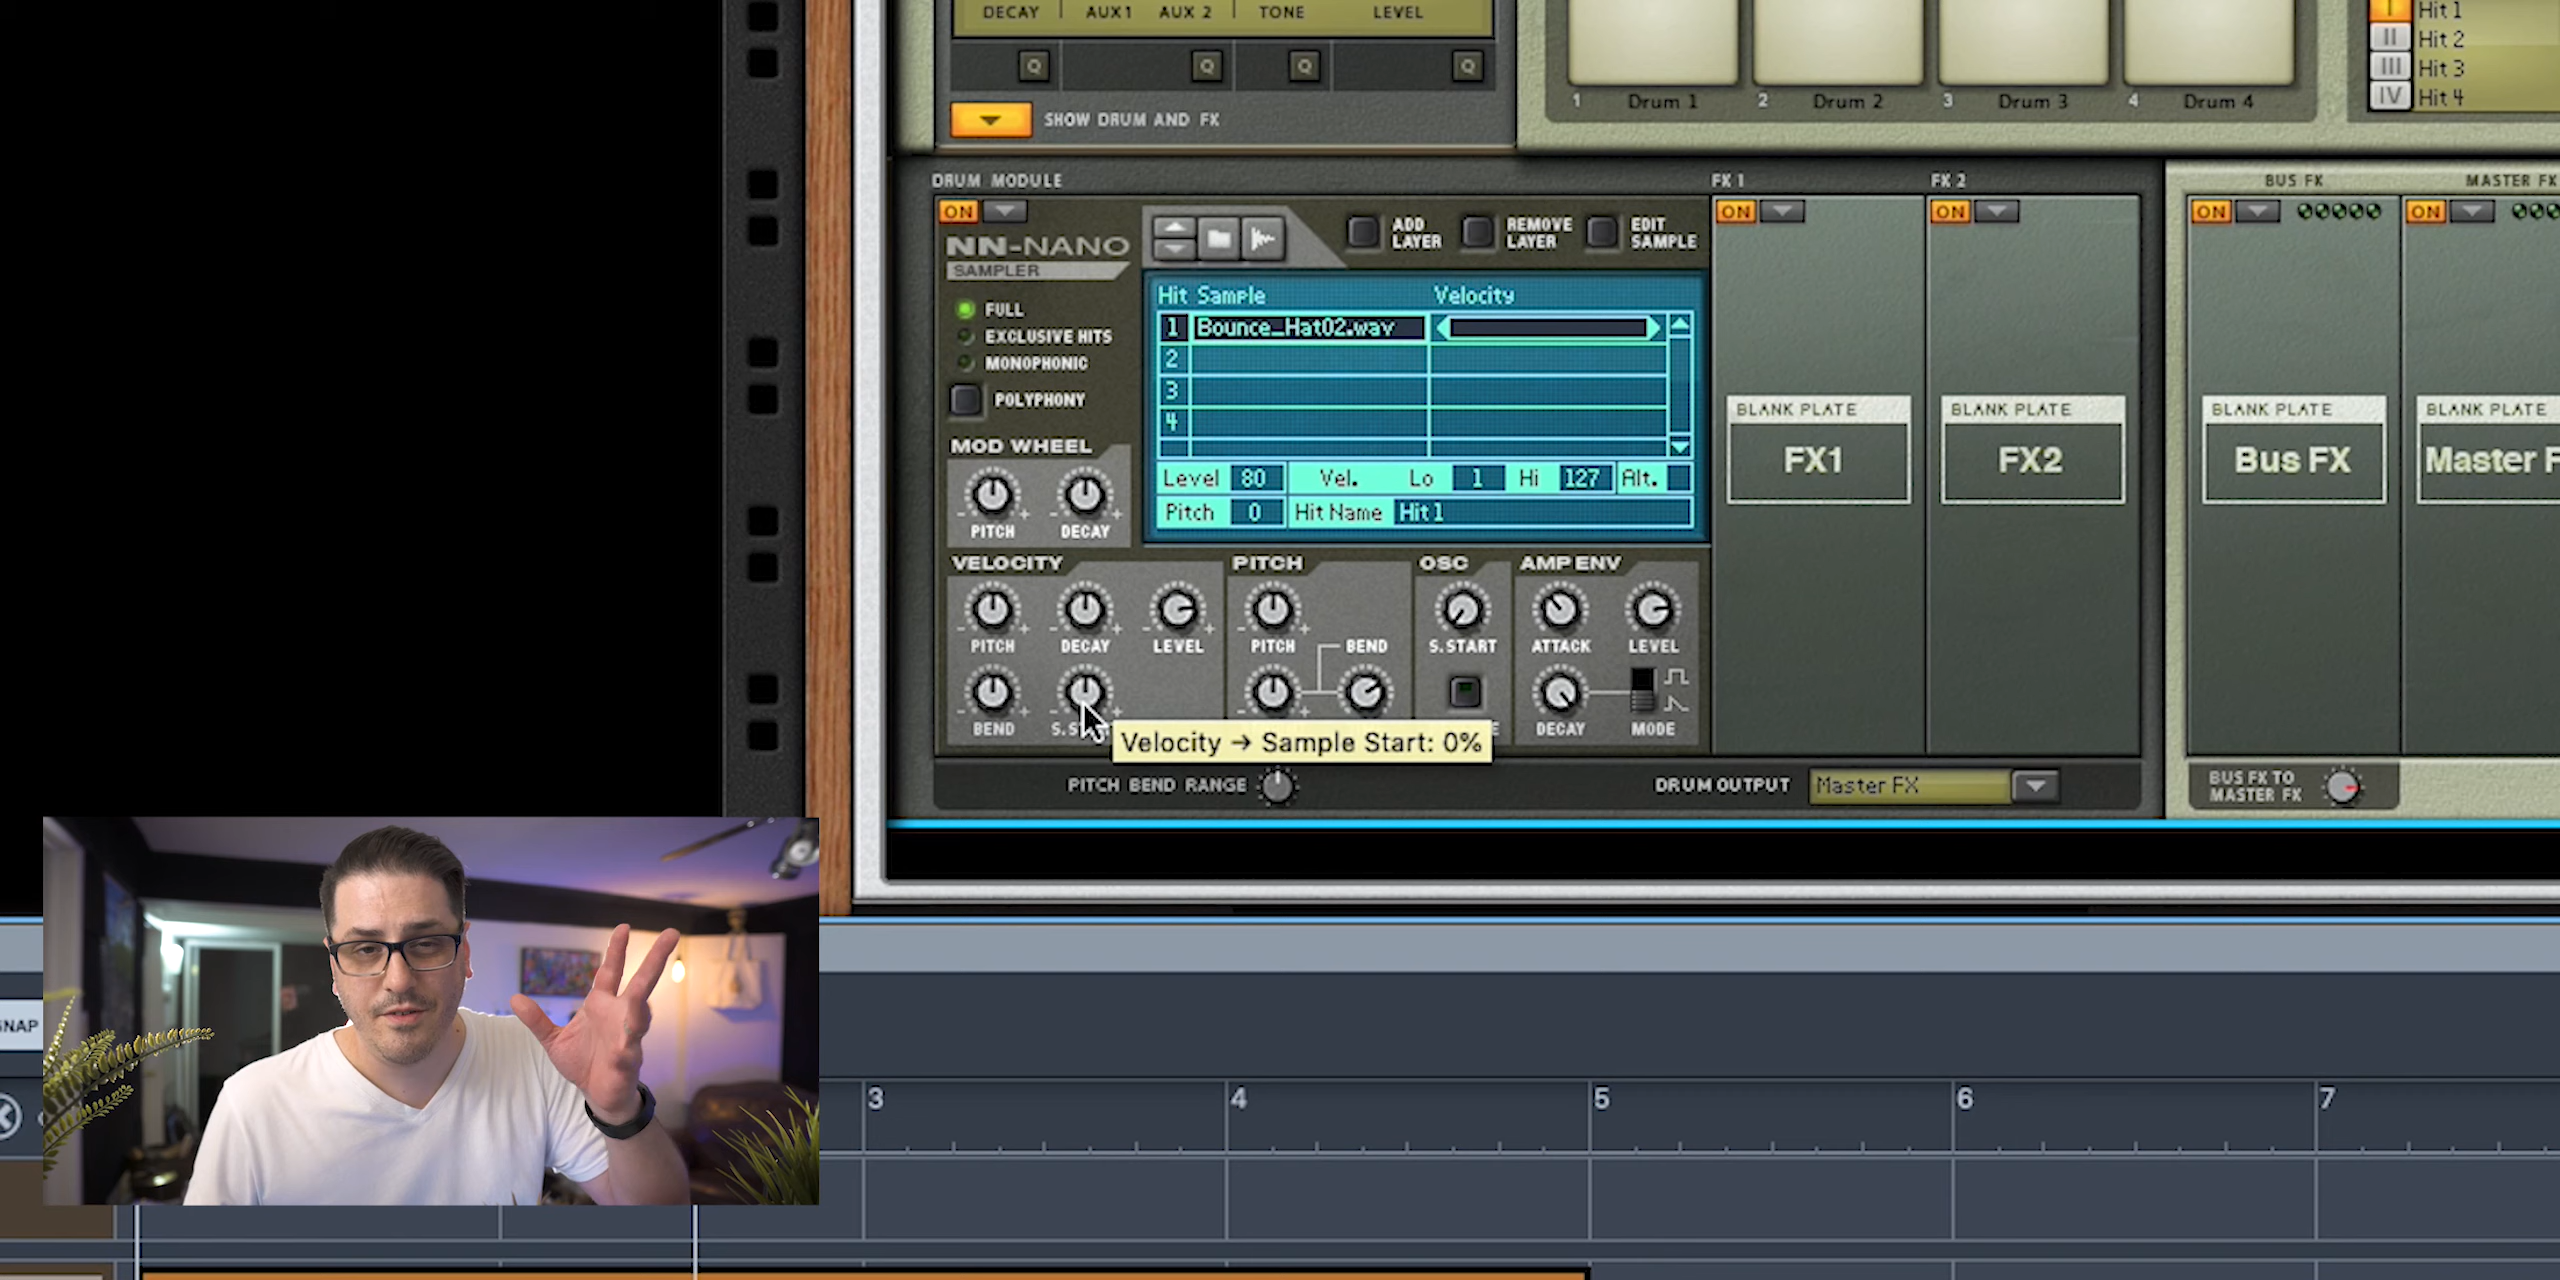 DECAY AUX1 AUX 2 TONE LEVEL
Q Q Q Q
SHOW DRUM AND FX
1 Drum 1 2 Drum 2 3 Drum 3 4 Drum 4
I Hit 1
II Hit 2
III Hit 3
IV Hit 4
DRUM MODULE FX 1 FX 2 BUS FX MASTER FX
ON ON ON ON ON
NN-NANO
SAMPLER
ADD LAYER
REMOVE LAYER
EDIT SAMPLE
FULL
EXCLUSIVE HITS
MONOPHONIC
POLYPHONY
Hit Sample Velocity
1 Bounce_Hat02.wav
2
3
4
Level 80 Vel. Lo 1 Hi 127 Alt.
Pitch 0 Hit Name Hit 1
BLANK PLATE BLANK PLATE BLANK PLATE BLANK PLATE
FX1 FX2 Bus FX Master F
MOD WHEEL
PITCH DECAY
VELOCITY PITCH OSC AMP ENV
PITCH DECAY LEVEL PITCH BEND S.START ATTACK LEVEL
BEND S.S DECAY MODE
Velocity → Sample Start: 0%
PITCH BEND RANGE DRUM OUTPUT Master FX
BUS FX TO
MASTER FX
SNAP
3 4 5 6 7